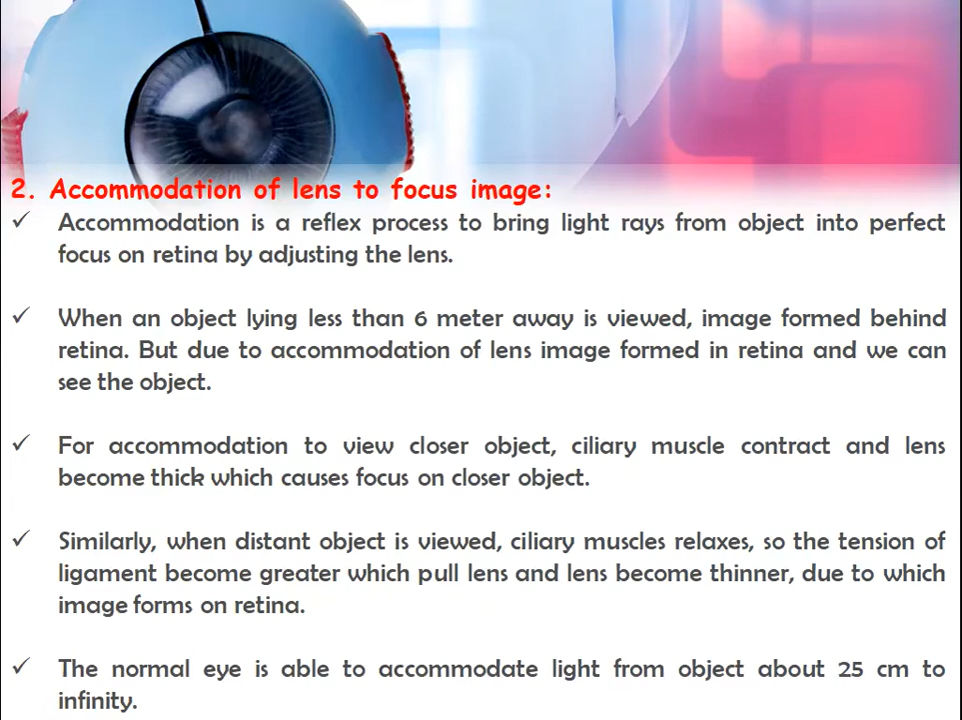 2. Accommodation of lens to focus image:
✓ Accommodation is a reflex process to bring light rays from object into perfect
focus on retina by adjusting the lens.
✓ When an object lying less than 6 meter away is viewed, image formed behind
retina. But due to accommodation of lens image formed in retina and we can
see the object.
✓ For accommodation to view closer object, ciliary muscle contract and lens
become thick which causes focus on closer object.
✓ Similarly, when distant object is viewed, ciliary muscles relaxes, so the tension of
ligament become greater which pull lens and lens become thinner, due to which
image forms on retina.
✓ The normal eye is able to accommodate light from object about 25 cm to
infinity.